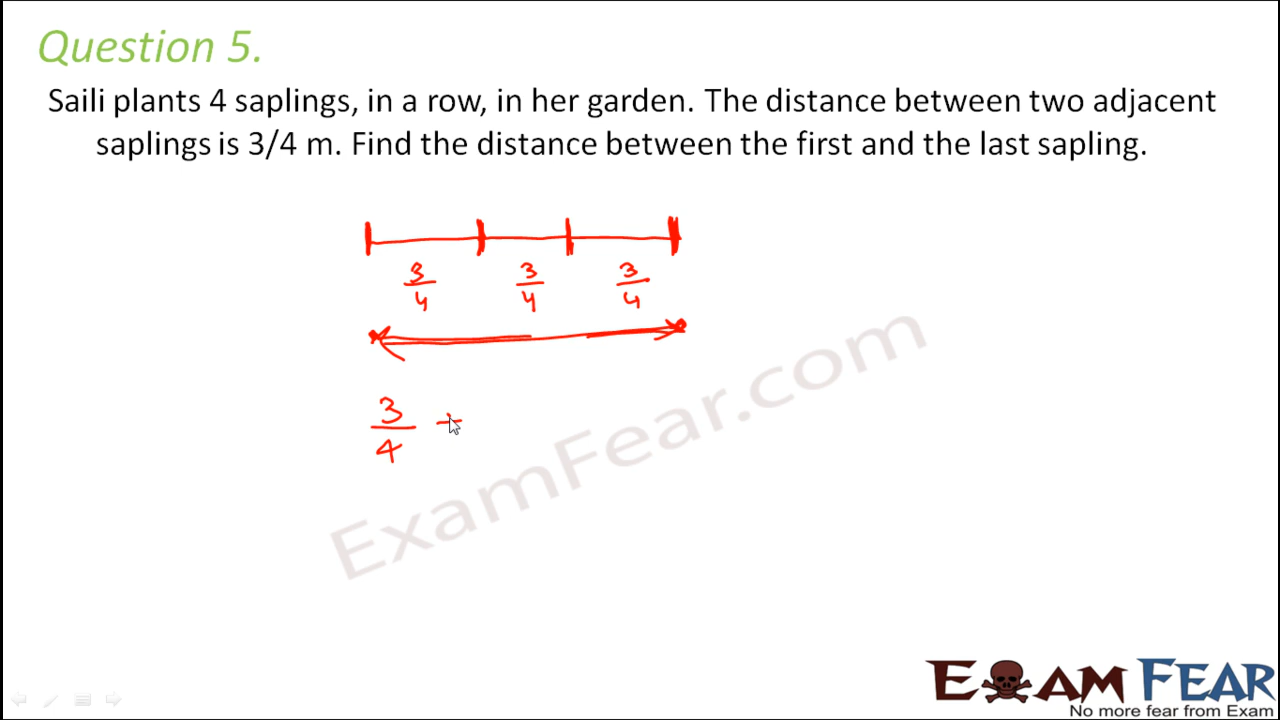 Question 5.
Saili plants 4 saplings, in a row, in her garden. The distance between two adjacent
saplings is 3/4 m. Find the distance between the first and the last sapling.
3/4 3/4 3/4
3/4 +
ExamFear.com
EXAM FEAR
No more fear from Exam